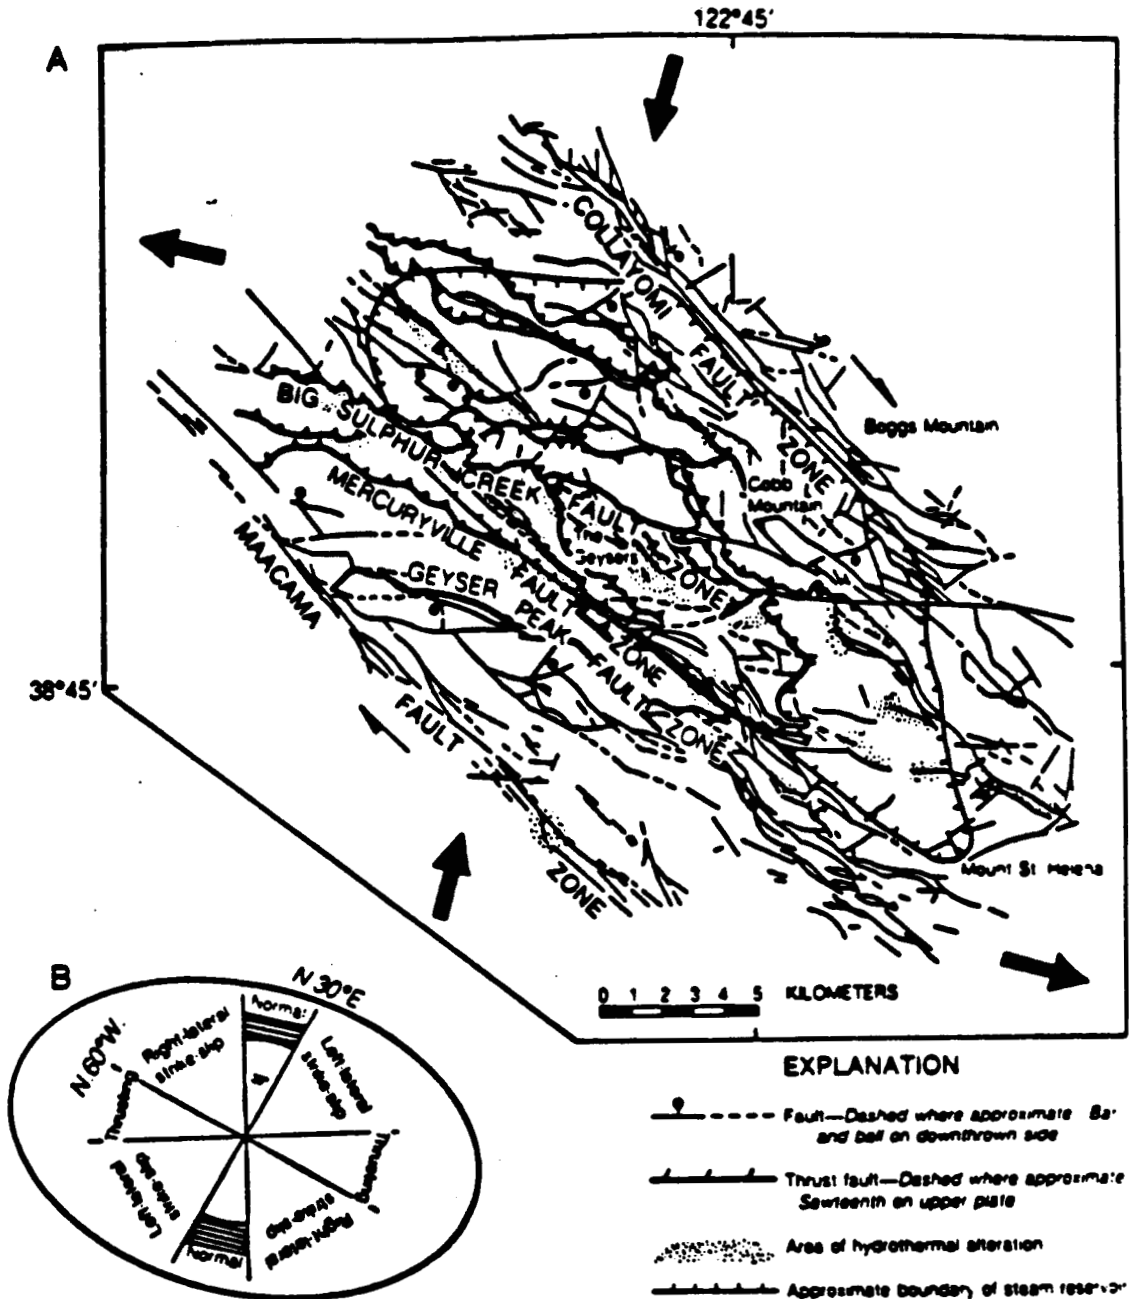 122°45'
A
COLLAYOMI FAULT ZONE
Boggs Mountain
Cobb
Mountain
BIG SULPHUR CREEK FAULT ZONE
The
Geysers
MERCURYVILLE FAULT ZONE
GEYSER PEAK FAULT ZONE
MAACAMA FAULT ZONE
38°45'
Mount St Helena
B
0 1 2 3 4 5 KILOMETERS
N 30°E
N 60°W.
Normal
Right-lateral
strike-slip
Left-lateral
strike-slip
Thrusting
Thrusting
Left-lateral
strike-slip
Right-lateral
strike-slip
Normal
EXPLANATION
Fault—Dashed where approximate Ba
and ball on downthrown side
Thrust fault—Dashed where approximate
Sawteeth on upper plate
Area of hydrothermal alteration
Approximate boundary of steam reservoir